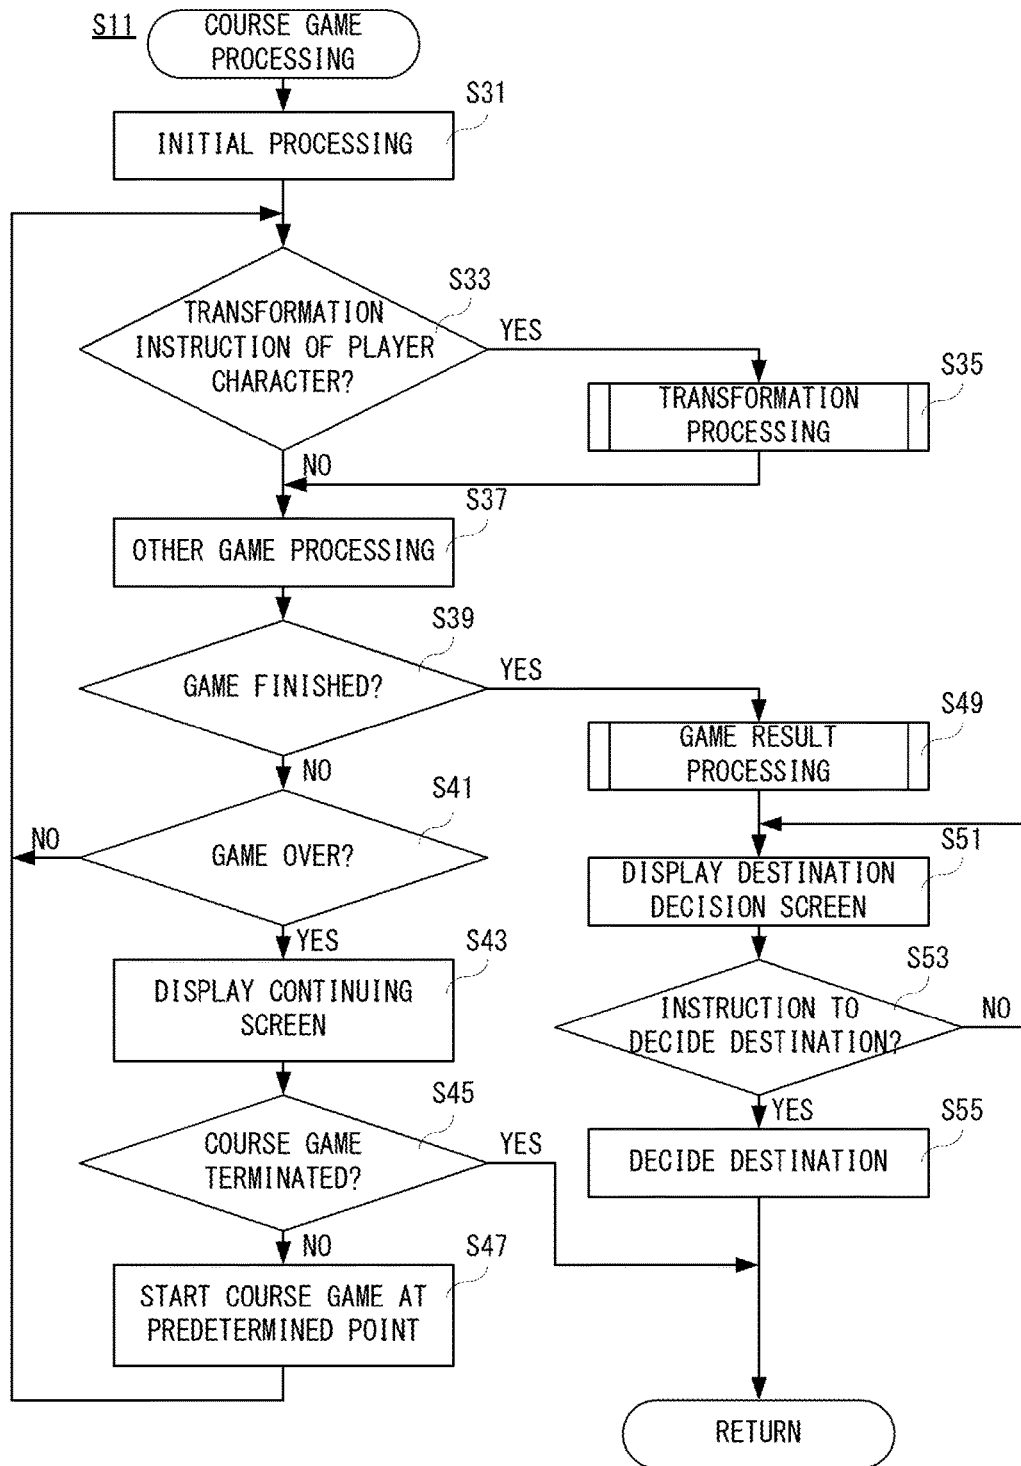 S11
COURSE GAME
PROCESSING
S31
INITIAL PROCESSING
S33
TRANSFORMATION
INSTRUCTION OF PLAYER
CHARACTER?
YES
S35
TRANSFORMATION
PROCESSING
NO
S37
OTHER GAME PROCESSING
S39
GAME FINISHED?
YES
S49
GAME RESULT
PROCESSING
NO
S41
GAME OVER?
NO
YES
S51
DISPLAY DESTINATION
DECISION SCREEN
S43
DISPLAY CONTINUING
SCREEN
S53
INSTRUCTION TO
DECIDE DESTINATION?
NO
YES
S45
COURSE GAME
TERMINATED?
YES
S55
DECIDE DESTINATION
NO
S47
START COURSE GAME AT
PREDETERMINED POINT
RETURN